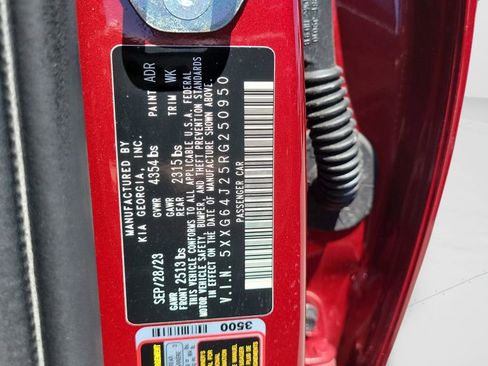 MANUFACTURED BY
KIA GEORGIA, INC.
PAINT ADR
TRIM WK
SEP/28/23 GVWR 4354 lbs
GAWR FRONT 2513 lbs GAWR REAR 2315 lbs
THIS VEHICLE CONFORMS TO ALL APPLICABLE U.S.A. FEDERAL
MOTOR VEHICLE SAFETY, BUMPER, AND THEFT PREVENTION STANDARDS
IN EFFECT ON THE DATE OF MANUFACTURE SHOWN ABOVE.
V.I.N. 5XXG64J25RG250950
PASSENGER CAR
3500